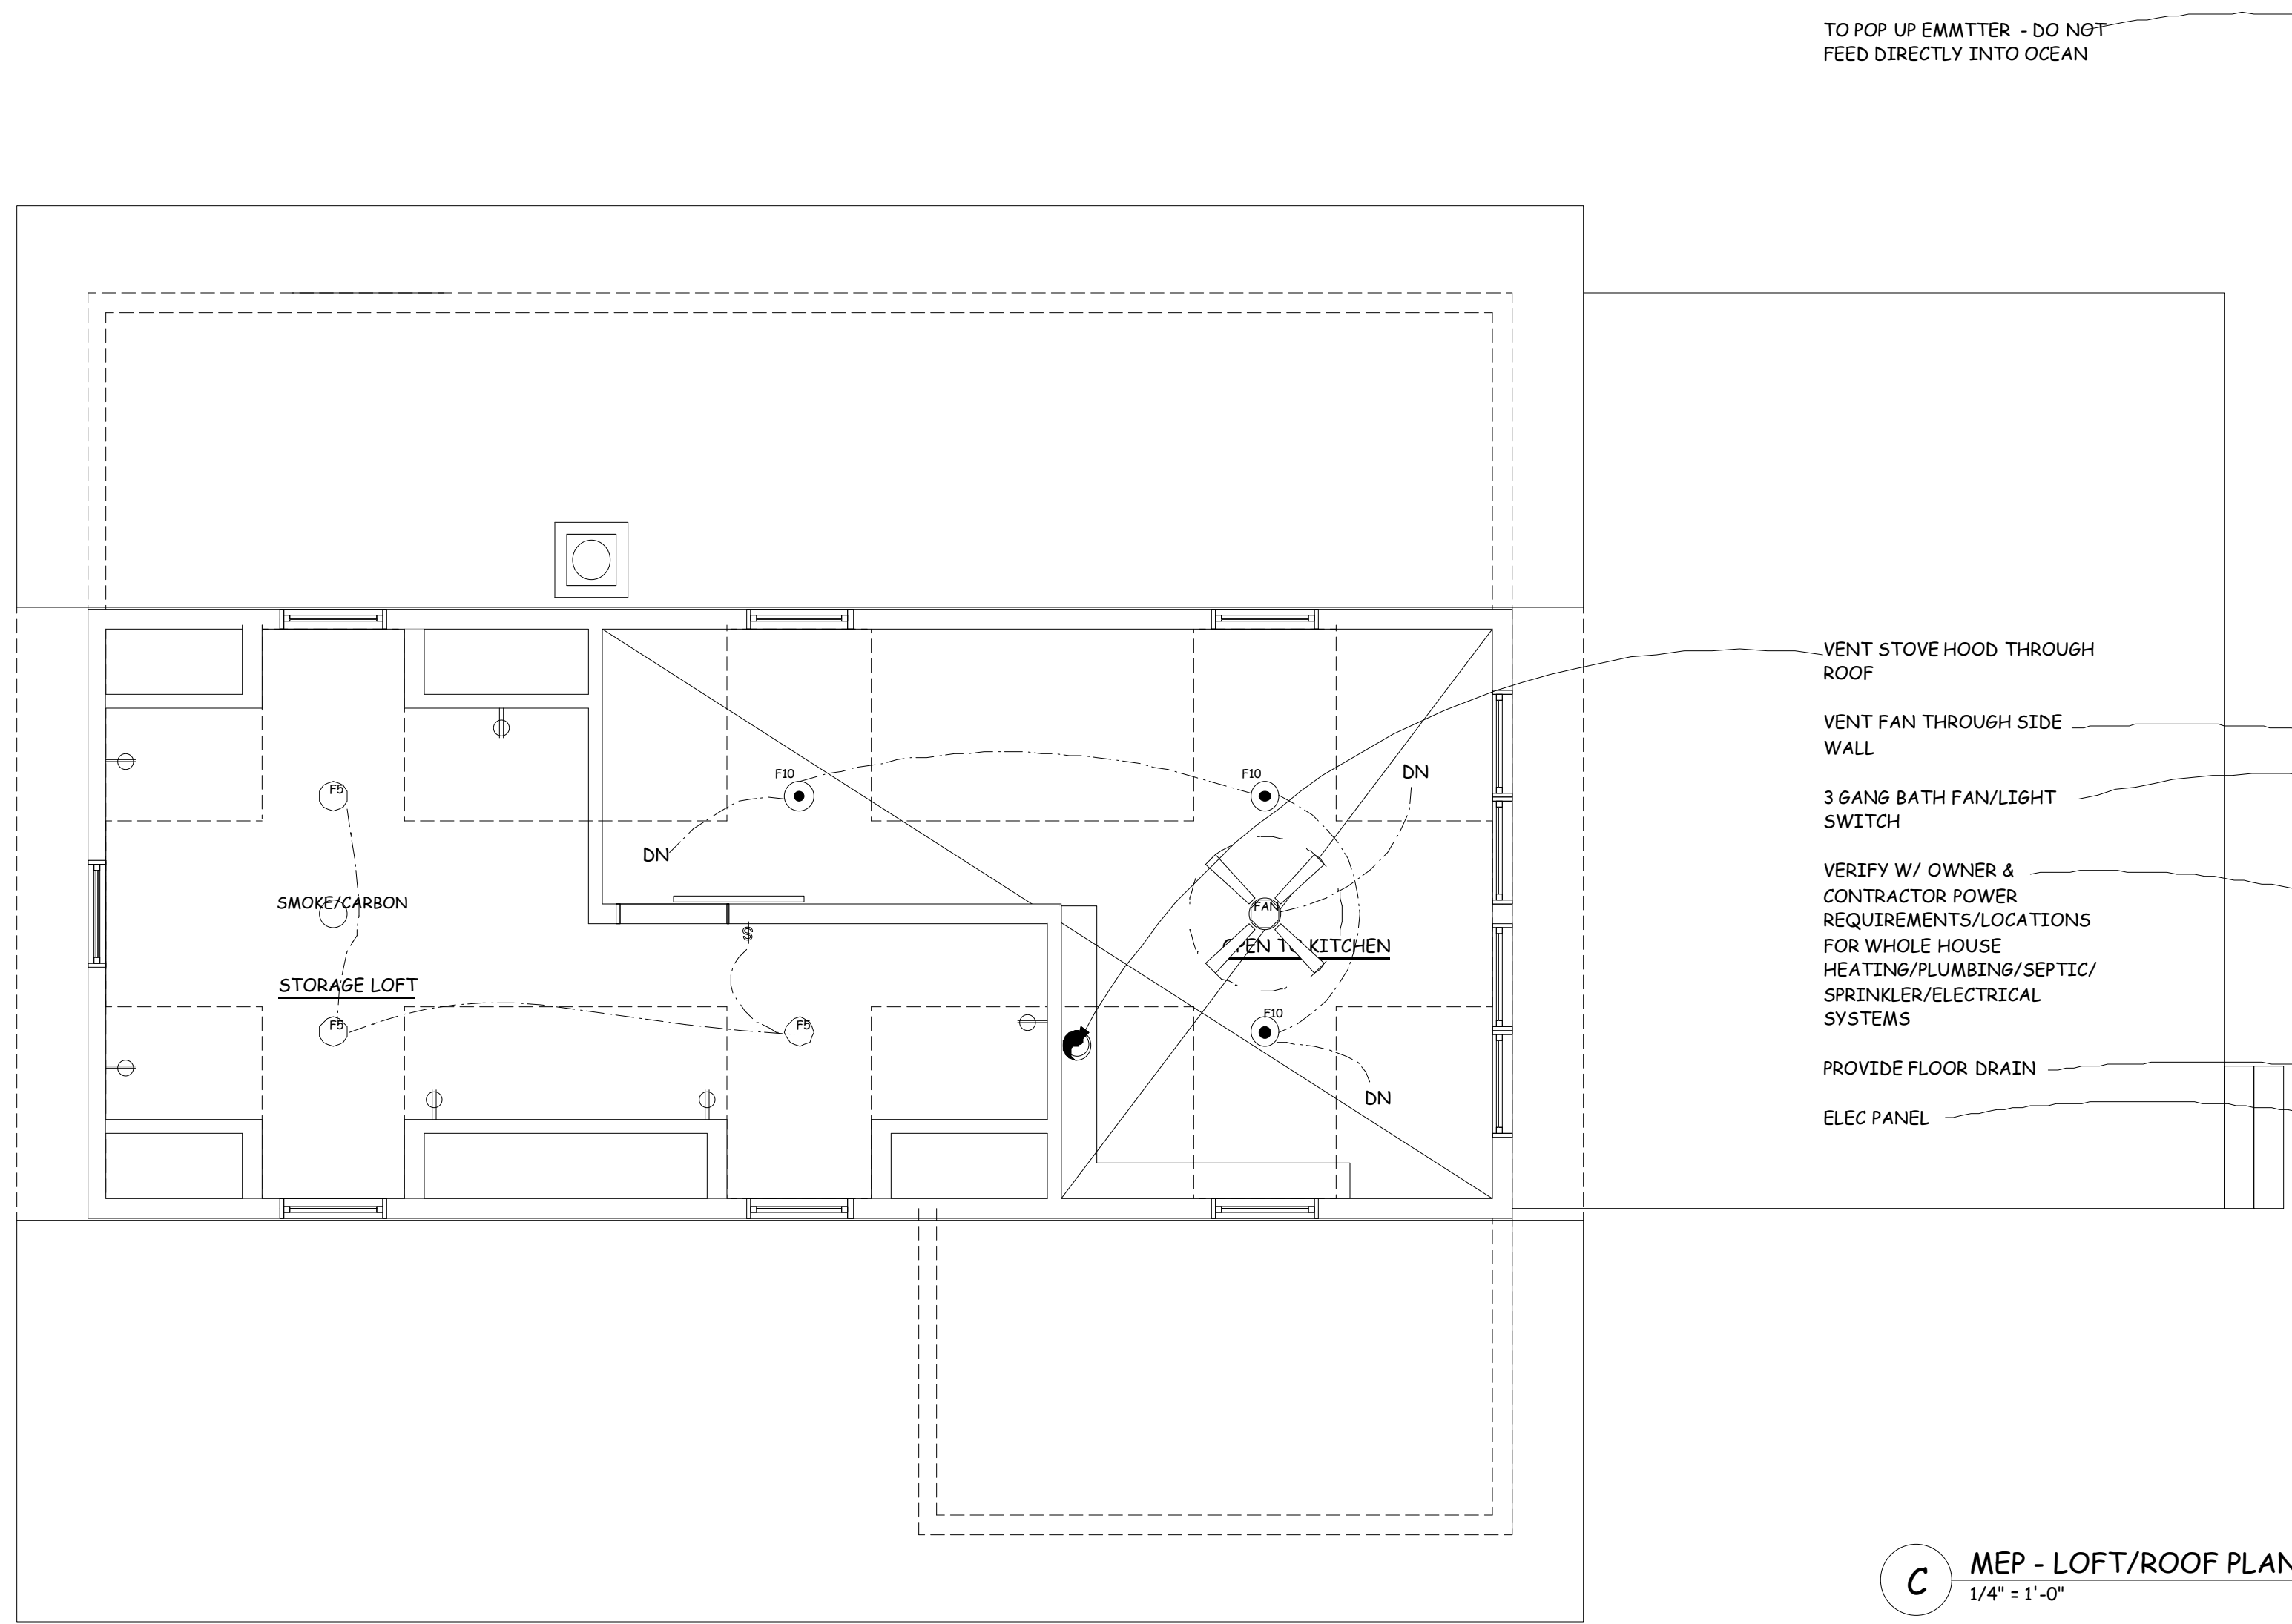 TO POP UP EMMTTER - DO NOT
FEED DIRECTLY INTO OCEAN
VENT STOVE HOOD THROUGH
ROOF
VENT FAN THROUGH SIDE
WALL
3 GANG BATH FAN/LIGHT
SWITCH
VERIFY W/ OWNER &
CONTRACTOR POWER
REQUIREMENTS/LOCATIONS
FOR WHOLE HOUSE
HEATING/PLUMBING/SEPTIC/
SPRINKLER/ELECTRICAL
SYSTEMS
PROVIDE FLOOR DRAIN
ELEC PANEL
F10
F10
DN
F5
DN
SMOKE/CARBON
FAN
S
OPEN TO KITCHEN
STORAGE LOFT
F10
F5
F5
DN
C
MEP - LOFT/ROOF PLAN
1/4" = 1'-0"